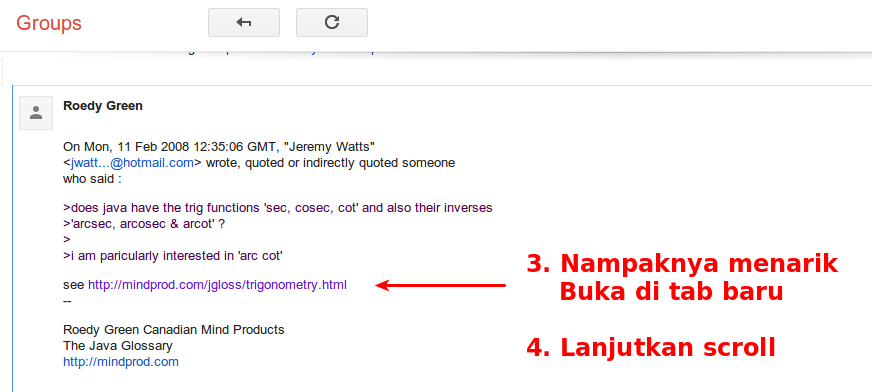 Groups
Roedy Green
On Mon, 11 Feb 2008 12:35:06 GMT, "Jeremy Watts"
<jwatt...@hotmail.com> wrote, quoted or indirectly quoted someone
who said :
>does java have the trig functions 'sec, cosec, cot' and also their inverses
>'arcsec, arcosec & arcot' ?
>
>i am paricularly interested in 'arc cot'
see http://mindprod.com/jgloss/trigonometry.html
--
Roedy Green Canadian Mind Products
The Java Glossary
http://mindprod.com
3. Nampaknya menarik
Buka di tab baru
4. Lanjutkan scroll